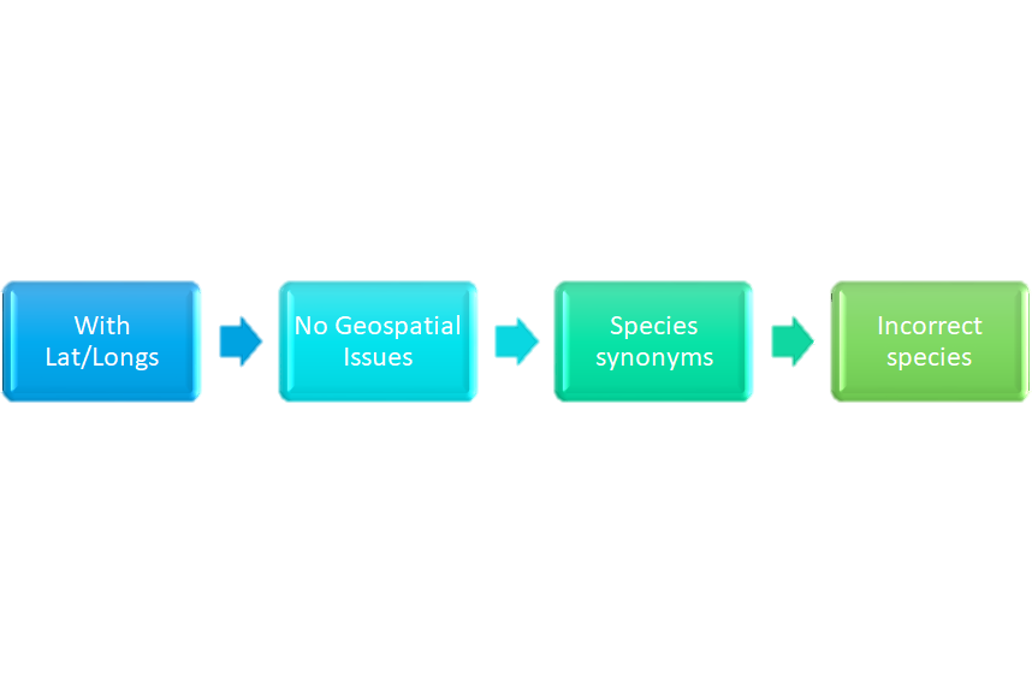 With
Lat/Longs
No Geospatial
Issues
Species
synonyms
Incorrect
species